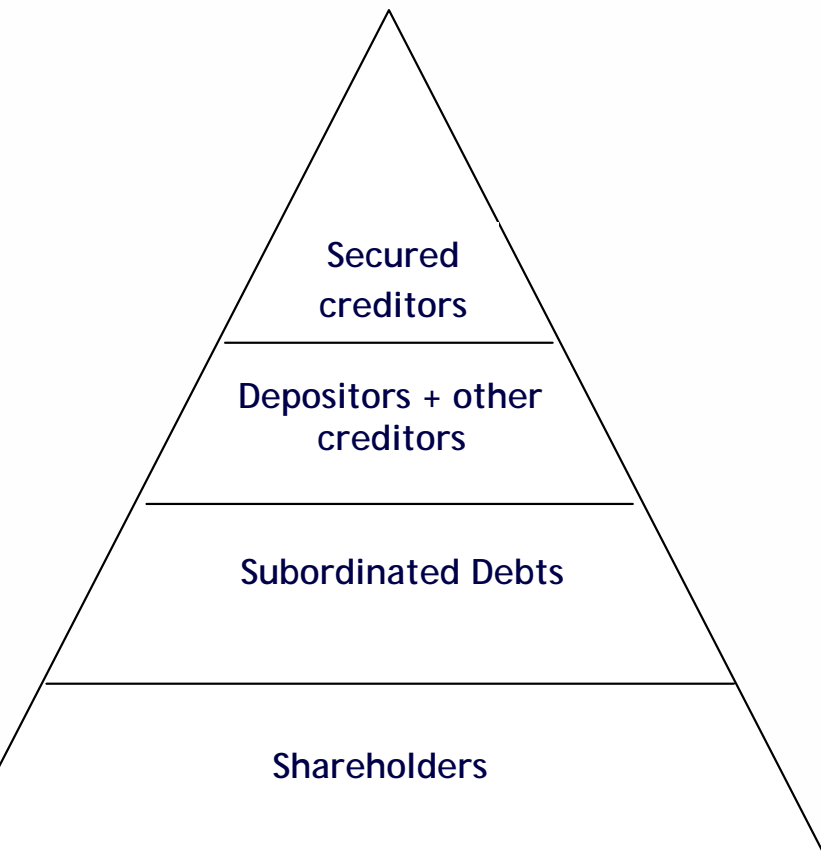 Secured
creditors
Depositors + other
creditors
Subordinated Debts
Shareholders